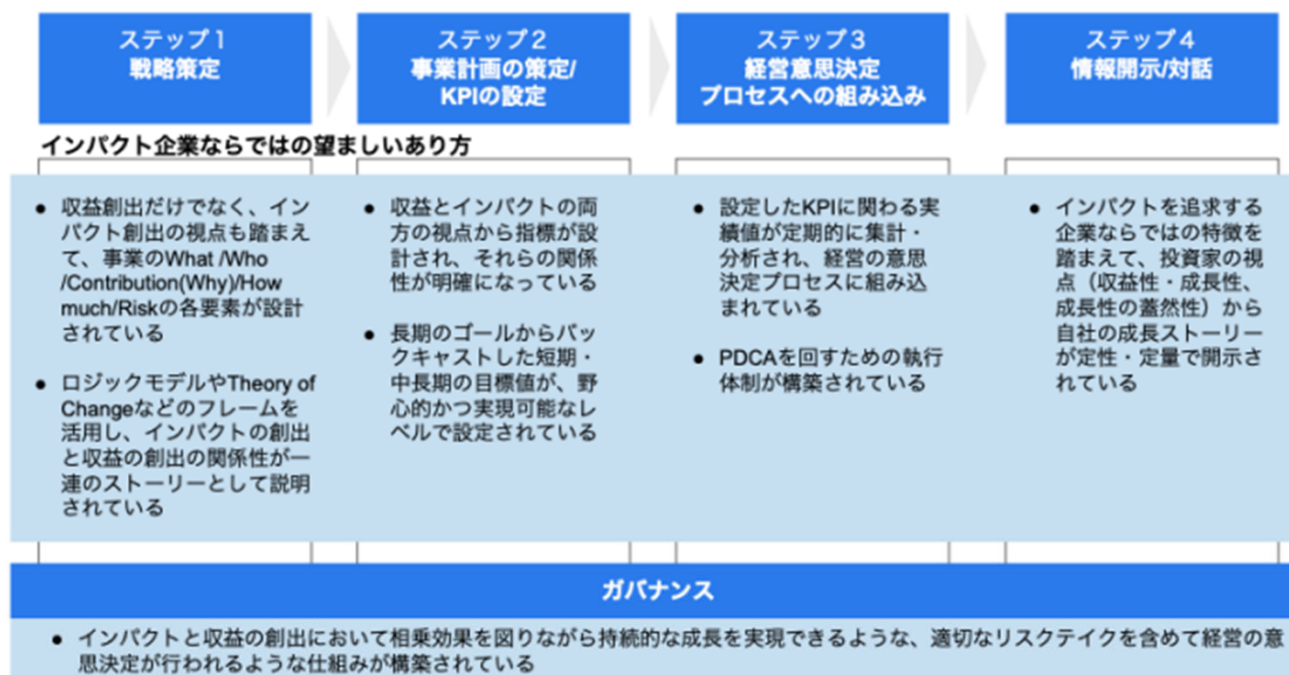 ステップ1
戦略策定
ステップ2
事業計画の策定/
KPIの設定
ステップ3
経営意思決定
プロセスへの組み込み
ステップ4
情報開示/対話
インパクト企業ならではの望ましいあり方
● 収益創出だけでなく、イン
パクト創出の視点も踏まえ
て、事業のWhat /Who
/Contribution(Why)/How
much/Riskの各要素が設計
されている
● ロジックモデルやTheory of
Changeなどのフレームを
活用し、インパクトの創出
と収益の創出の関係性が一
連のストーリーとして説明
されている
● 収益とインパクトの両
方の視点から指標が設
計され、それらの関係
性が明確になっている
● 長期のゴールからバッ
クキャストした短期・
中長期の目標値が、野
心的かつ実現可能なレ
ベルで設定されている
● 設定したKPIに関わる実
績値が定期的に集計・
分析され、経営の意思
決定プロセスに組み込
まれている
● PDCAを回すための執行
体制が構築されている
● インパクトを追求する
企業ならではの特徴を
踏まえて、投資家の視
点（収益性・成長性、
成長性の蓋然性）から
自社の成長ストーリー
が定性・定量で開示さ
れている
ガバナンス
● インパクトと収益の創出において相乗効果を図りながら持続的な成長を実現できるような、適切なリスクテイクを含めて経営の意
思決定が行われるような仕組みが構築されている